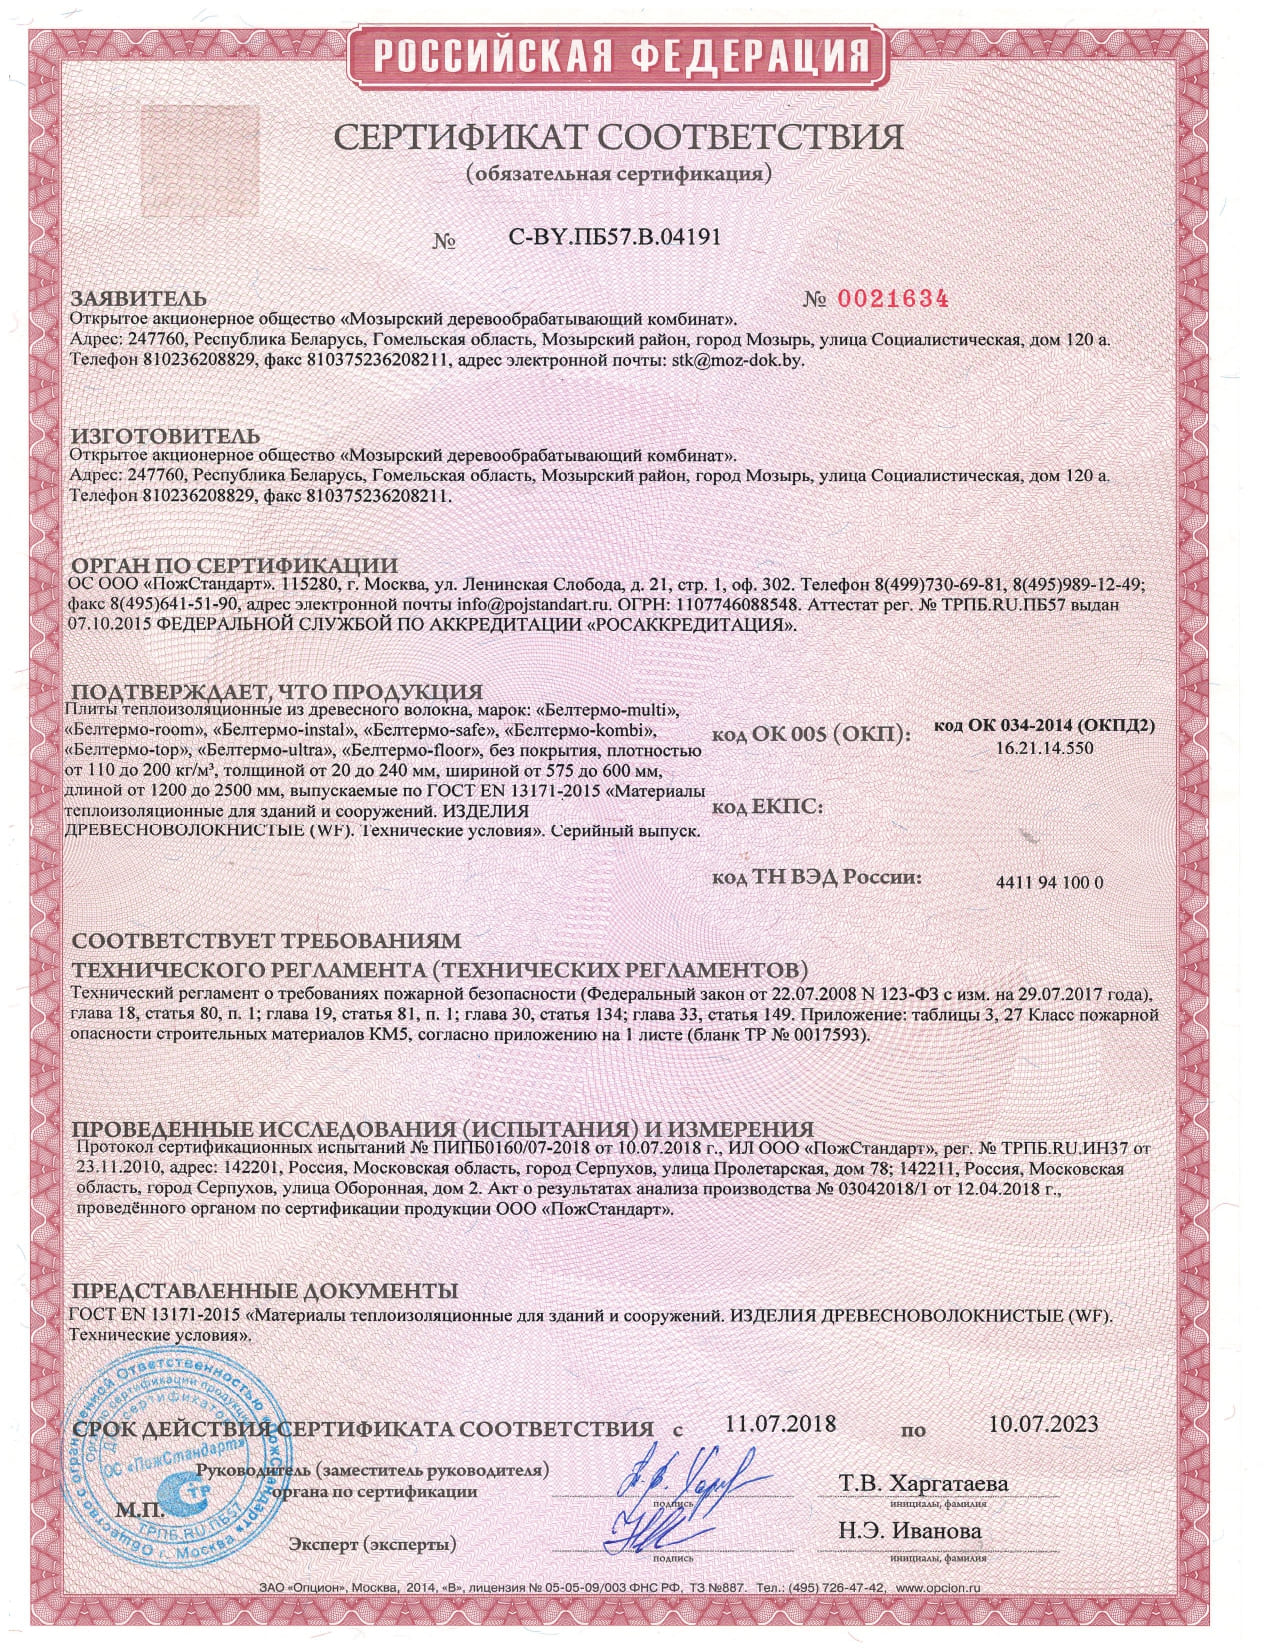 РОССИЙСКАЯ ФЕДЕРАЦИЯ
СЕРТИФИКАТ СООТВЕТСТВИЯ
(обязательная сертификация)
№ C-BY.ПБ57.В.04191
ЗАЯВИТЕЛЬ № 0021634
Открытое акционерное общество «Мозырский деревообрабатывающий комбинат».
Адрес: 247760, Республика Беларусь, Гомельская область, Мозырский район, город Мозырь, улица Социалистическая, дом 120 а.
Телефон 810236208829, факс 810375236208211, адрес электронной почты: stk@moz-dok.by.
ИЗГОТОВИТЕЛЬ
Открытое акционерное общество «Мозырский деревообрабатывающий комбинат».
Адрес: 247760, Республика Беларусь, Гомельская область, Мозырский район, город Мозырь, улица Социалистическая, дом 120 а.
Телефон 810236208829, факс 810375236208211.
ОРГАН ПО СЕРТИФИКАЦИИ
ОС ООО «ПожСтандарт». 115280, г. Москва, ул. Ленинская Слобода, д. 21, стр. 1, оф. 302. Телефон 8(499)730-69-81, 8(495)989-12-49;
факс 8(495)641-51-90, адрес электронной почты info@pojstandart.ru. ОГРН: 1107746088548. Аттестат рег. № ТРПБ.RU.ПБ57 выдан
07.10.2015 ФЕДЕРАЛЬНОЙ СЛУЖБОЙ ПО АККРЕДИТАЦИИ «РОСАККРЕДИТАЦИЯ».
ПОДТВЕРЖДАЕТ, ЧТО ПРОДУКЦИЯ
Плиты теплоизоляционные из древесного волокна, марок: «Белтермо-multi»,
«Белтермо-room», «Белтермо-instal», «Белтермо-safe», «Белтермо-kombi»,
«Белтермо-top», «Белтермо-ultra», «Белтермо-floor», без покрытия, плотностью
от 110 до 200 кг/м³, толщиной от 20 до 240 мм, шириной от 575 до 600 мм,
длиной от 1200 до 2500 мм, выпускаемые по ГОСТ EN 13171-2015 «Материалы
теплоизоляционные для зданий и сооружений. ИЗДЕЛИЯ
ДРЕВЕСНОВОЛОКНИСТЫЕ (WF). Технические условия». Серийный выпуск.
код ОК 005 (ОКП): код ОК 034-2014 (ОКПД2)
16.21.14.550
код ЕКПС:
код ТН ВЭД России: 4411 94 100 0
СООТВЕТСТВУЕТ ТРЕБОВАНИЯМ
ТЕХНИЧЕСКОГО РЕГЛАМЕНТА (ТЕХНИЧЕСКИХ РЕГЛАМЕНТОВ)
Технический регламент о требованиях пожарной безопасности (Федеральный закон от 22.07.2008 N 123-ФЗ с изм. на 29.07.2017 года),
глава 18, статья 80, п. 1; глава 19, статья 81, п. 1; глава 30, статья 134; глава 33, статья 149. Приложение: таблицы 3, 27 Класс пожарной
опасности строительных материалов КМ5, согласно приложению на 1 листе (бланк ТР № 0017593).
ПРОВЕДЕННЫЕ ИССЛЕДОВАНИЯ (ИСПЫТАНИЯ) И ИЗМЕРЕНИЯ
Протокол сертификационных испытаний № ПИПБ0160/07-2018 от 10.07.2018 г., ИЛ ООО «ПожСтандарт», рег. № ТРПБ.RU.ИН37 от
23.11.2010, адрес: 142201, Россия, Московская область, город Серпухов, улица Пролетарская, дом 78; 142211, Россия, Московская
область, город Серпухов, улица Оборонная, дом 2. Акт о результатах анализа производства № 03042018/1 от 12.04.2018 г.,
проведённого органом по сертификации продукции ООО «ПожСтандарт».
ПРЕДСТАВЛЕННЫЕ ДОКУМЕНТЫ
ГОСТ EN 13171-2015 «Материалы теплоизоляционные для зданий и сооружений. ИЗДЕЛИЯ ДРЕВЕСНОВОЛОКНИСТЫЕ (WF).
Технические условия».
СРОК ДЕЙСТВИЯ СЕРТИФИКАТА СООТВЕТСТВИЯ с 11.07.2018 по 10.07.2023
Руководитель (заместитель руководителя)
органа по сертификации
Т.В. Харгатаева
подпись инициалы, фамилия
М.П.
Эксперт (эксперты)
Н.Э. Иванова
подпись инициалы, фамилия
ОС «ПожСтандарт»
ТР
ТРПБ.RU.ПБ57
г. Москва
ЗАО «Опцион», Москва, 2014, «В», лицензия № 05-05-09/003 ФНС РФ, ТЗ №887. Тел.: (495) 726-47-42, www.opcion.ru